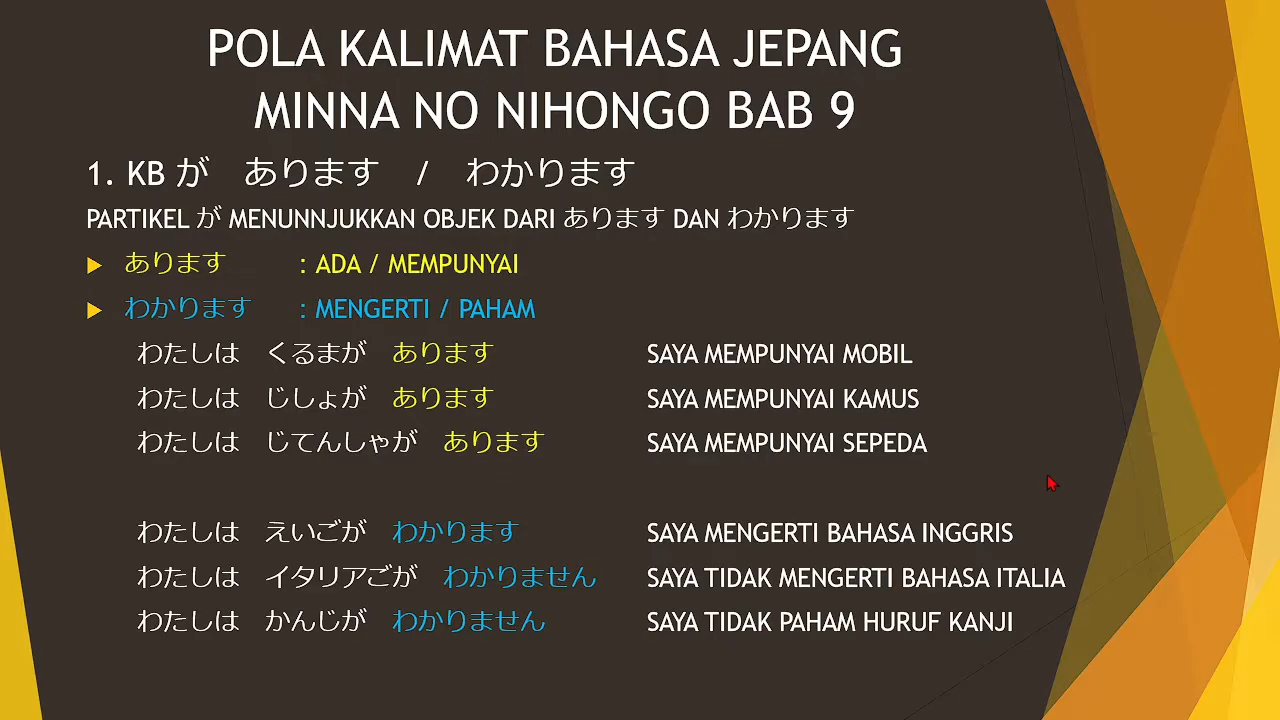 POLA KALIMAT BAHASA JEPANG
MINNA NO NIHONGO BAB 9
1. KB が あります / わかります
PARTIKEL が MENUNNJUKKAN OBJEK DARI あります DAN わかります
あります : ADA / MEMPUNYAI
わかります : MENGERTI / PAHAM
わたしは くるまが あります SAYA MEMPUNYAI MOBIL
わたしは じしょが あります SAYA MEMPUNYAI KAMUS
わたしは じてんしゃが あります SAYA MEMPUNYAI SEPEDA
わたしは えいごが わかります SAYA MENGERTI BAHASA INGGRIS
わたしは イタリアごが わかりません SAYA TIDAK MENGERTI BAHASA ITALIA
わたしは かんじが わかりません SAYA TIDAK PAHAM HURUF KANJI